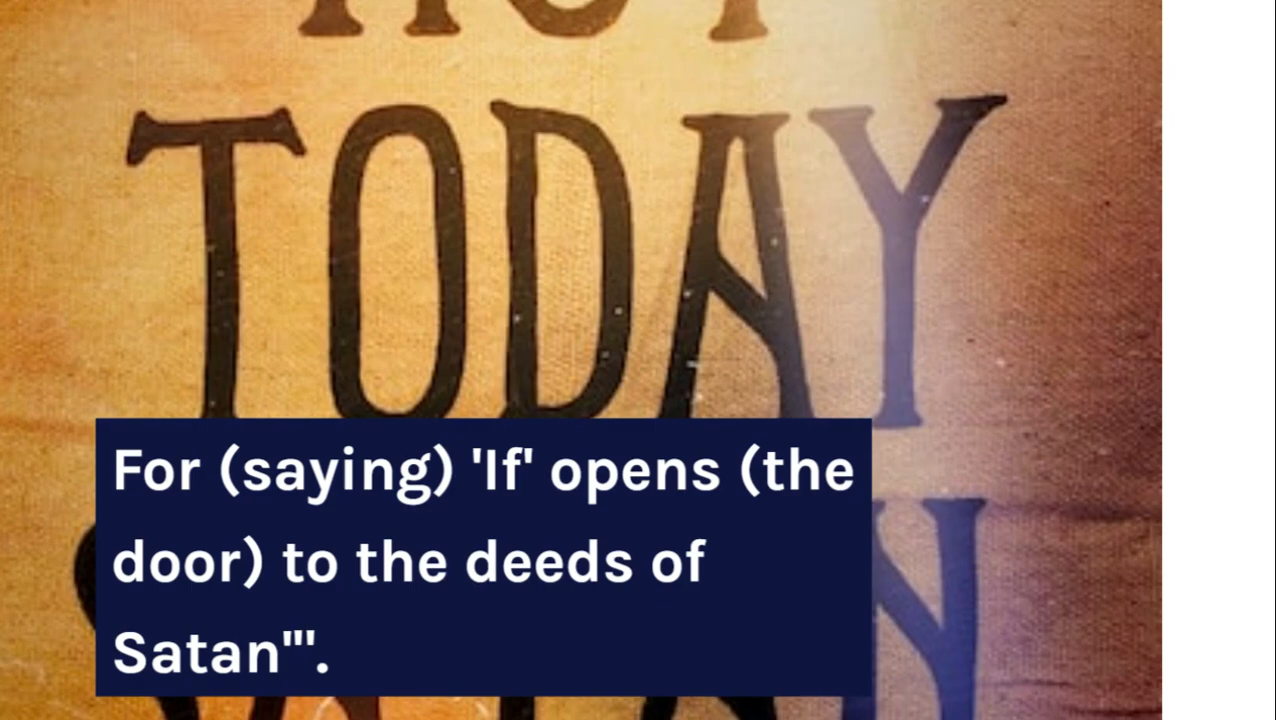 TODAY
For (saying) 'If' opens (the
door) to the deeds of
Satan"'.